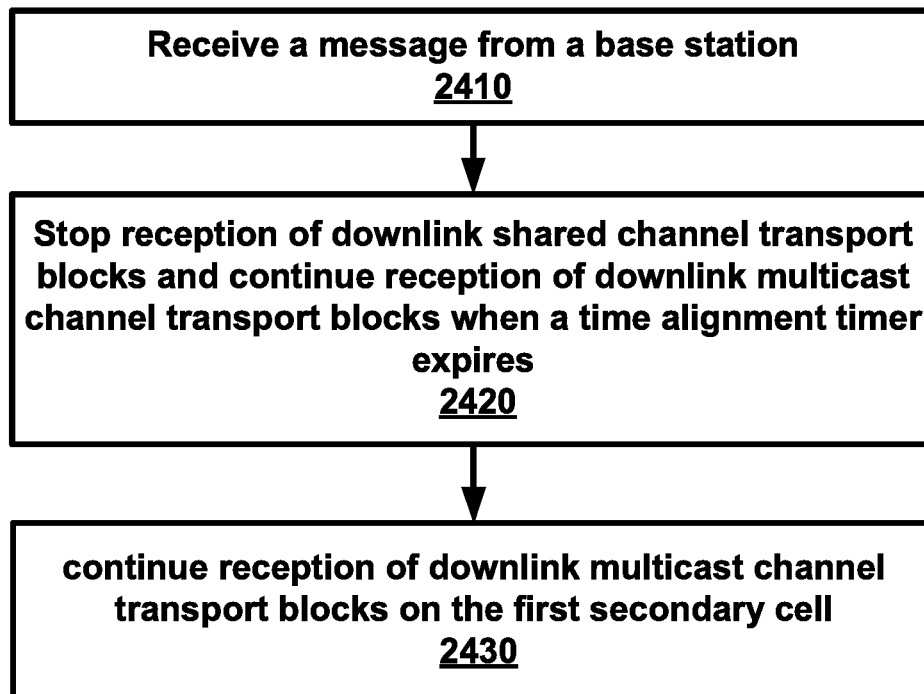 Receive a message from a base station
2410
Stop reception of downlink shared channel transport
blocks and continue reception of downlink multicast
channel transport blocks when a time alignment timer
expires
2420
continue reception of downlink multicast channel
transport blocks on the first secondary cell
2430